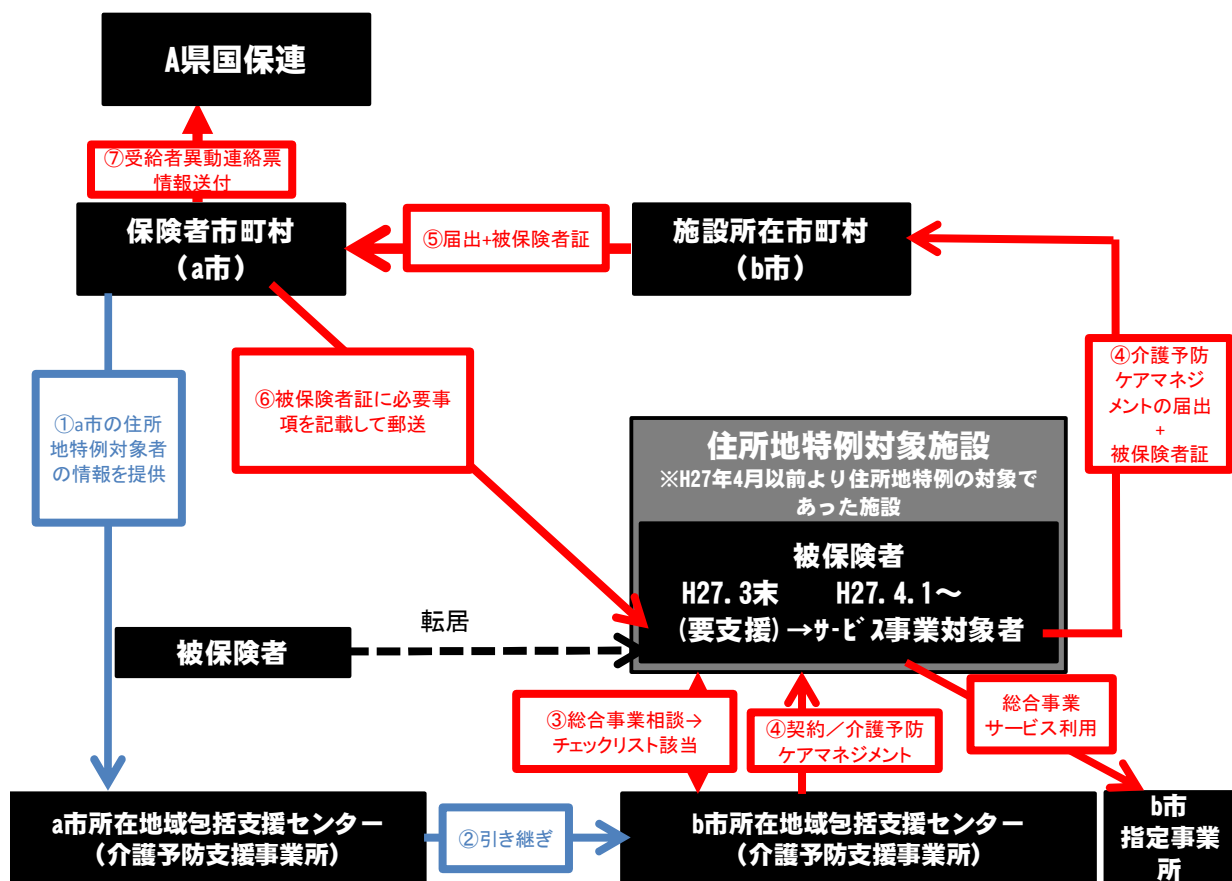 A県国保連
⑦受給者異動連絡票
情報送付
保険者市町村
（a市）
⑤届出+被保険者証
施設所在市町村
（b市）
①a市の住所
地特例対象者
の情報を提供
⑥被保険者証に必要事
項を記載して郵送
④介護予防
ケアマネジ
メントの届出
+
被保険者証
住所地特例対象施設
※H27年4月以前より住所地特例の対象で
あった施設
被保険者
H27.3末 H27.4.1～
(要支援)→サービス事業対象者
転居
被保険者
③総合事業相談→
チェックリスト該当
④契約／介護予防
ケアマネジメント
総合事業
サービス利用
a市所在地域包括支援センター
（介護予防支援事業所）
②引き継ぎ
b市所在地域包括支援センター
（介護予防支援事業所）
b市
指定事業
所